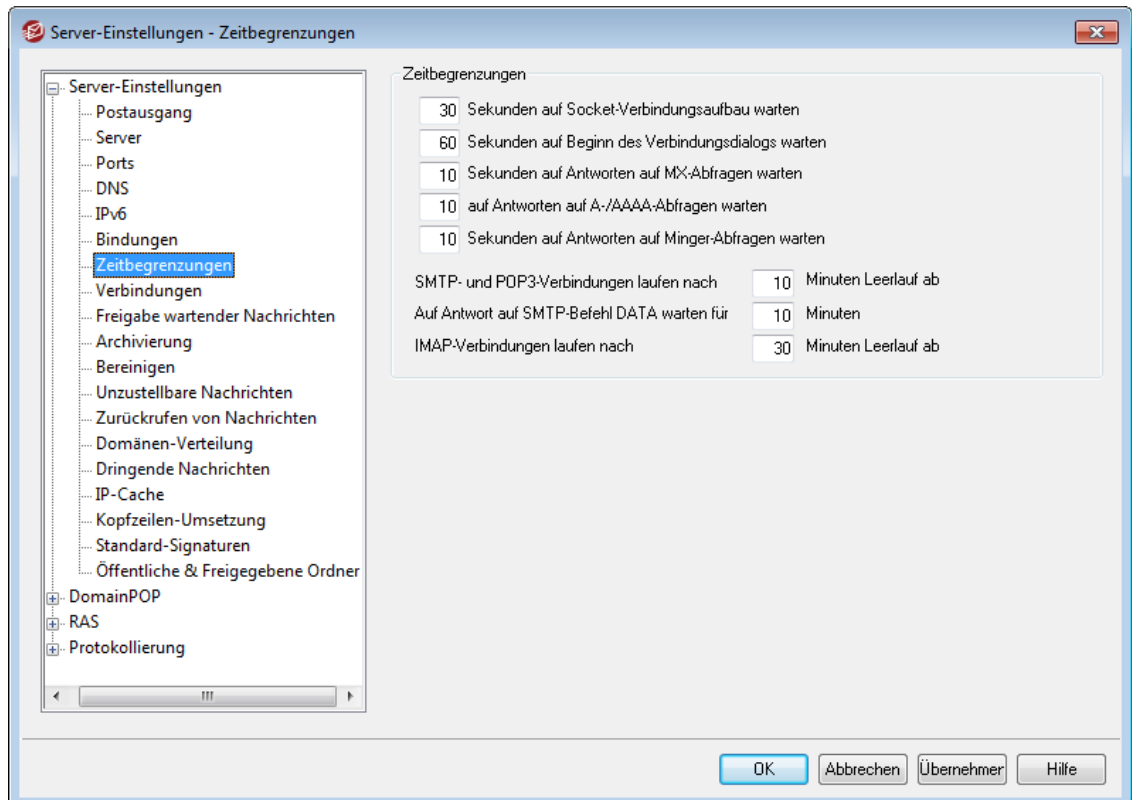 Server-Einstellungen - Zeitbegrenzungen
Server-Einstellungen
Postausgang
Server
Ports
DNS
IPv6
Bindungen
Zeitbegrenzungen
Verbindungen
Freigabe wartender Nachrichten
Archivierung
Bereinigen
Unzustellbare Nachrichten
Zurückrufen von Nachrichten
Domänen-Verteilung
Dringende Nachrichten
IP-Cache
Kopfzeilen-Umsetzung
Standard-Signaturen
Öffentliche & Freigegebene Ordner
DomainPOP
RAS
Protokollierung
Zeitbegrenzungen
30 Sekunden auf Socket-Verbindungsaufbau warten
60 Sekunden auf Beginn des Verbindungsdialogs warten
10 Sekunden auf Antworten auf MX-Abfragen warten
10 auf Antworten auf A-/AAAA-Abfragen warten
10 Sekunden auf Antworten auf Minger-Abfragen warten
SMTP- und POP3-Verbindungen laufen nach 10 Minuten Leerlauf ab
Auf Antwort auf SMTP-Befehl DATA warten für 10 Minuten
IMAP-Verbindungen laufen nach 30 Minuten Leerlauf ab
OK Abbrechen Übernehmer Hilfe